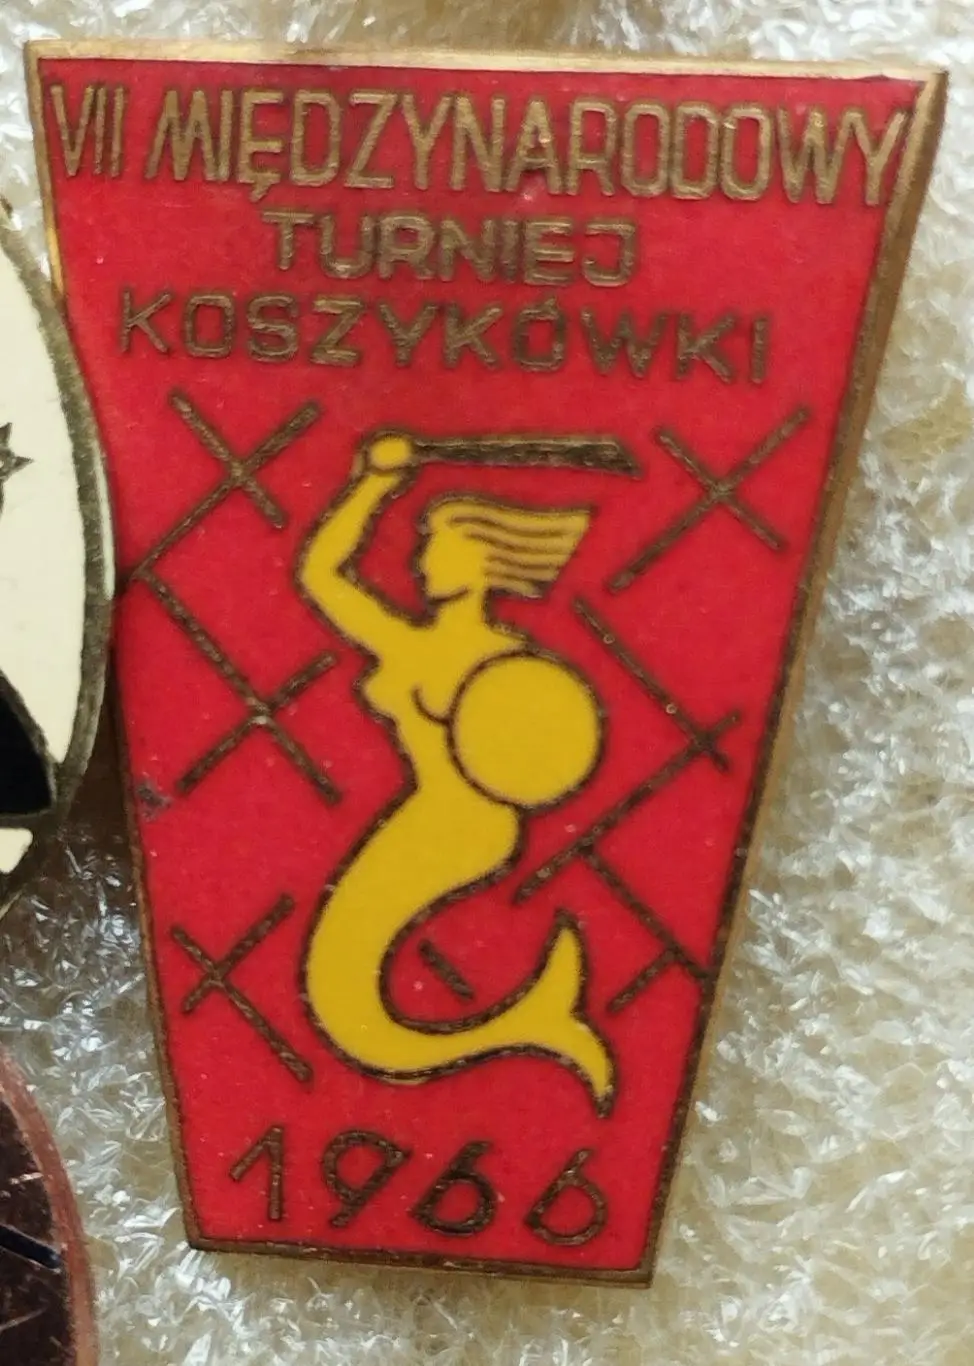 VII MIĘDZYNARODOWY
TURNIEJ
KOSZYKÓWKI
1966